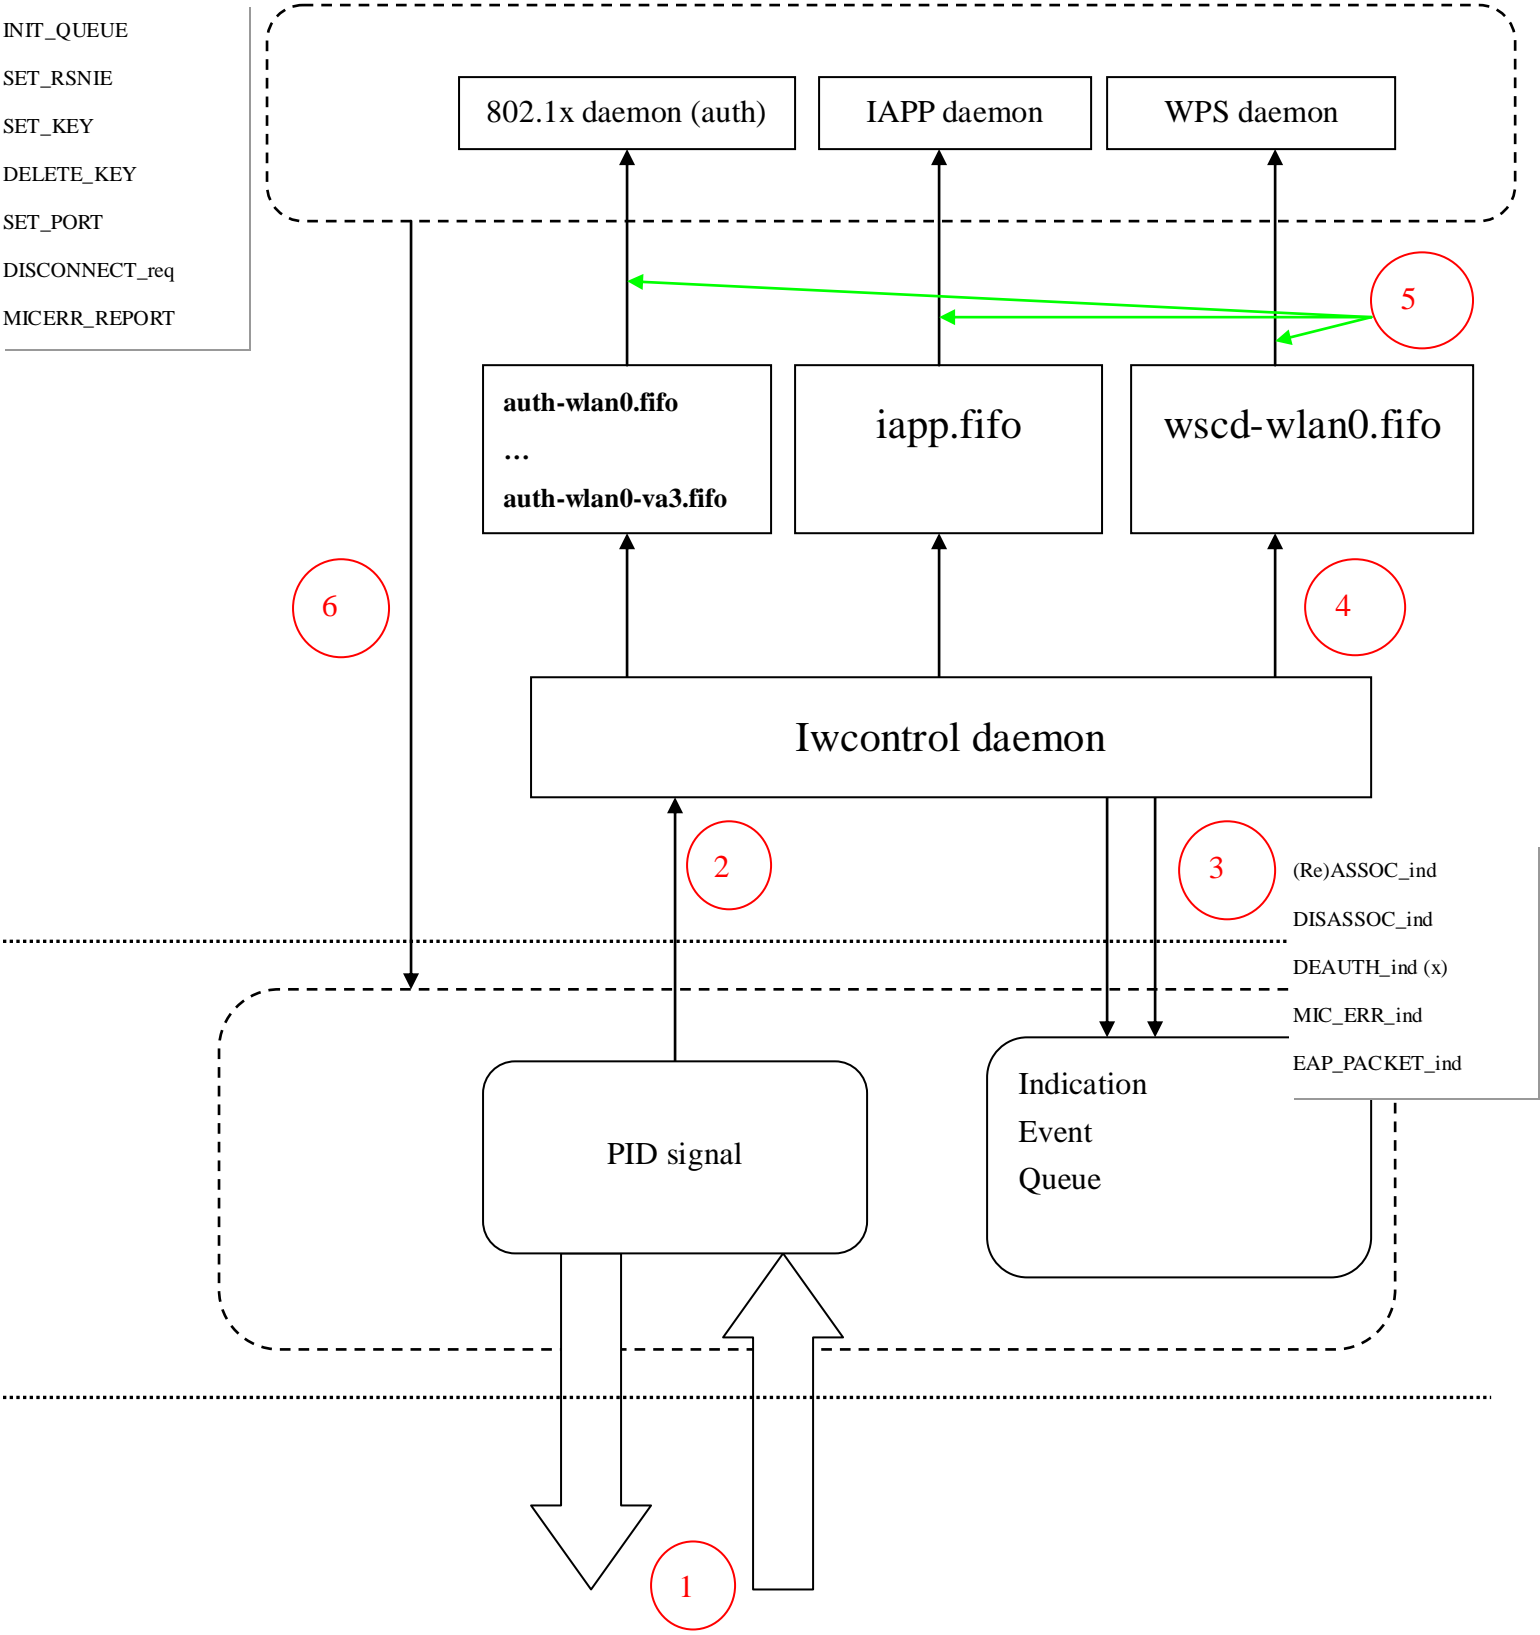 INIT_QUEUE
SET_RSNIE
SET_KEY
DELETE_KEY
SET_PORT
DISCONNECT_req
MICERR_REPORT
802.1x daemon (auth)
IAPP daemon
WPS daemon
5
auth-wlan0.fifo
...
auth-wlan0-va3.fifo
iapp.fifo
wscd-wlan0.fifo
6
4
Iwcontrol daemon
2
3
(Re)ASSOC_ind
DISASSOC_ind
DEAUTH_ind (x)
MIC_ERR_ind
EAP_PACKET_ind
PID signal
Indication
Event
Queue
1